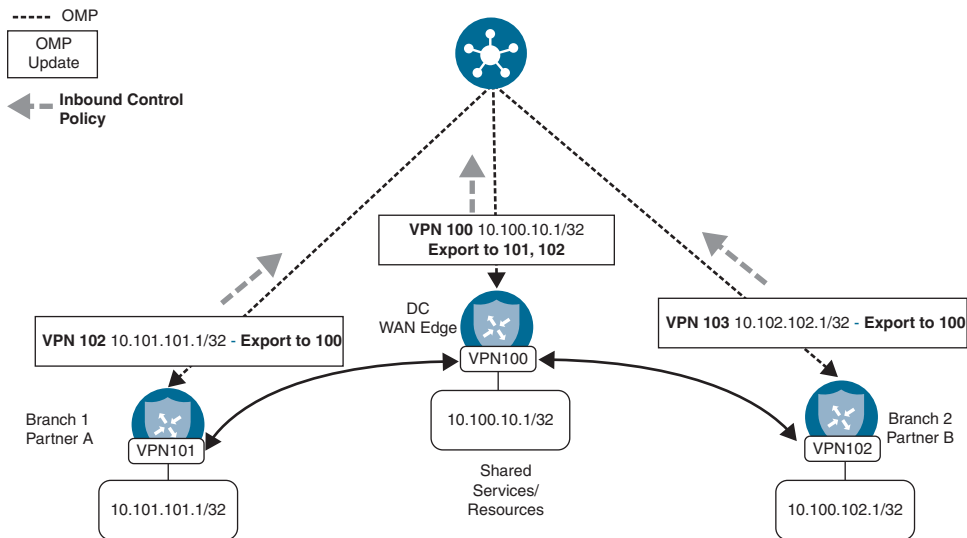 OMP
OMP
Update
Inbound Control
Policy
VPN 100 10.100.10.1/32
Export to 101, 102
DC
WAN Edge
VPN 102 10.101.101.1/32 - Export to 100
VPN 103 10.102.102.1/32 - Export to 100
VPN100
Branch 1
Partner A
VPN101
10.100.10.1/32
Branch 2
Partner B
VPN102
Shared
Services/
Resources
10.101.101.1/32
10.100.102.1/32